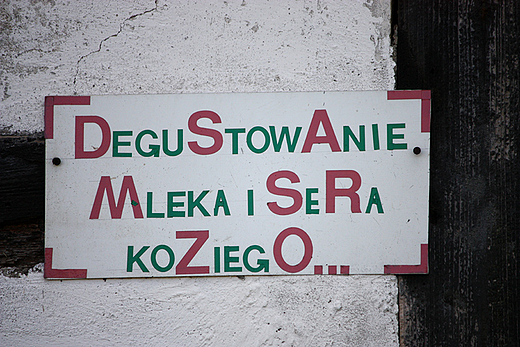 DEGUSTOWANIE
MLEKA I SERA
KOZIEGO...